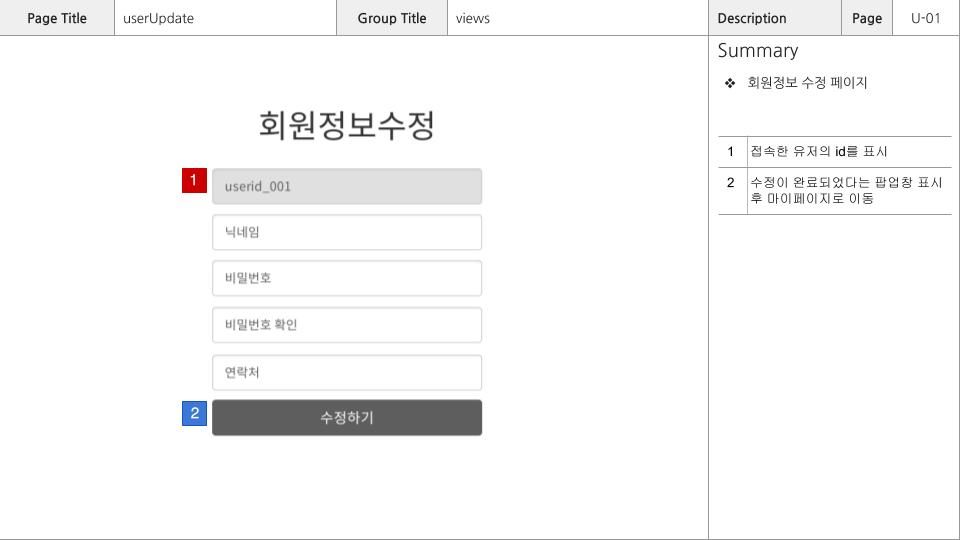 Page Title userUpdate Group Title views Description Page U-01
Summary
❖ 회원정보 수정 페이지
회원정보수정
1 userid_001
닉네임
비밀번호
비밀번호 확인
연락처
2 수정하기
1 접속한 유저의 id를 표시
2 수정이 완료되었다는 팝업창 표시
후 마이페이지로 이동